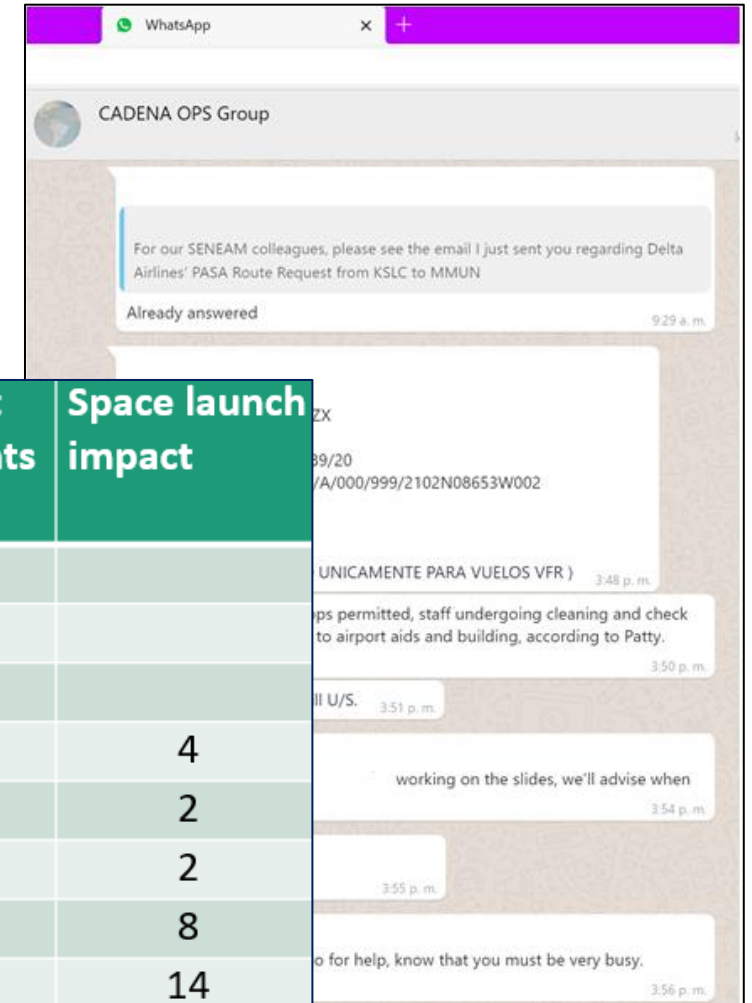 WhatsApp
CADENA OPS Group
For our SENEAM colleagues, please see the email I just sent you regarding Delta
Airlines' PASA Route Request from KSLC to MMUN
Already answered
9:29 a. m.
ZX
39/20
/A/000/999/2102N08653W002
UNICAMENTE PARA VUELOS VFR )
3:48 p. m.
ps permitted, staff undergoing cleaning and check
to airport aids and building, according to Patty.
3:50 p. m.
ll U/S.
3:51 p. m.
working on the slides, we'll advise when
3:54 p. m.
3:55 p. m.
o for help, know that you must be very busy.
3:56 p. m.
ts
Space launch
impact
4
2
2
8
14